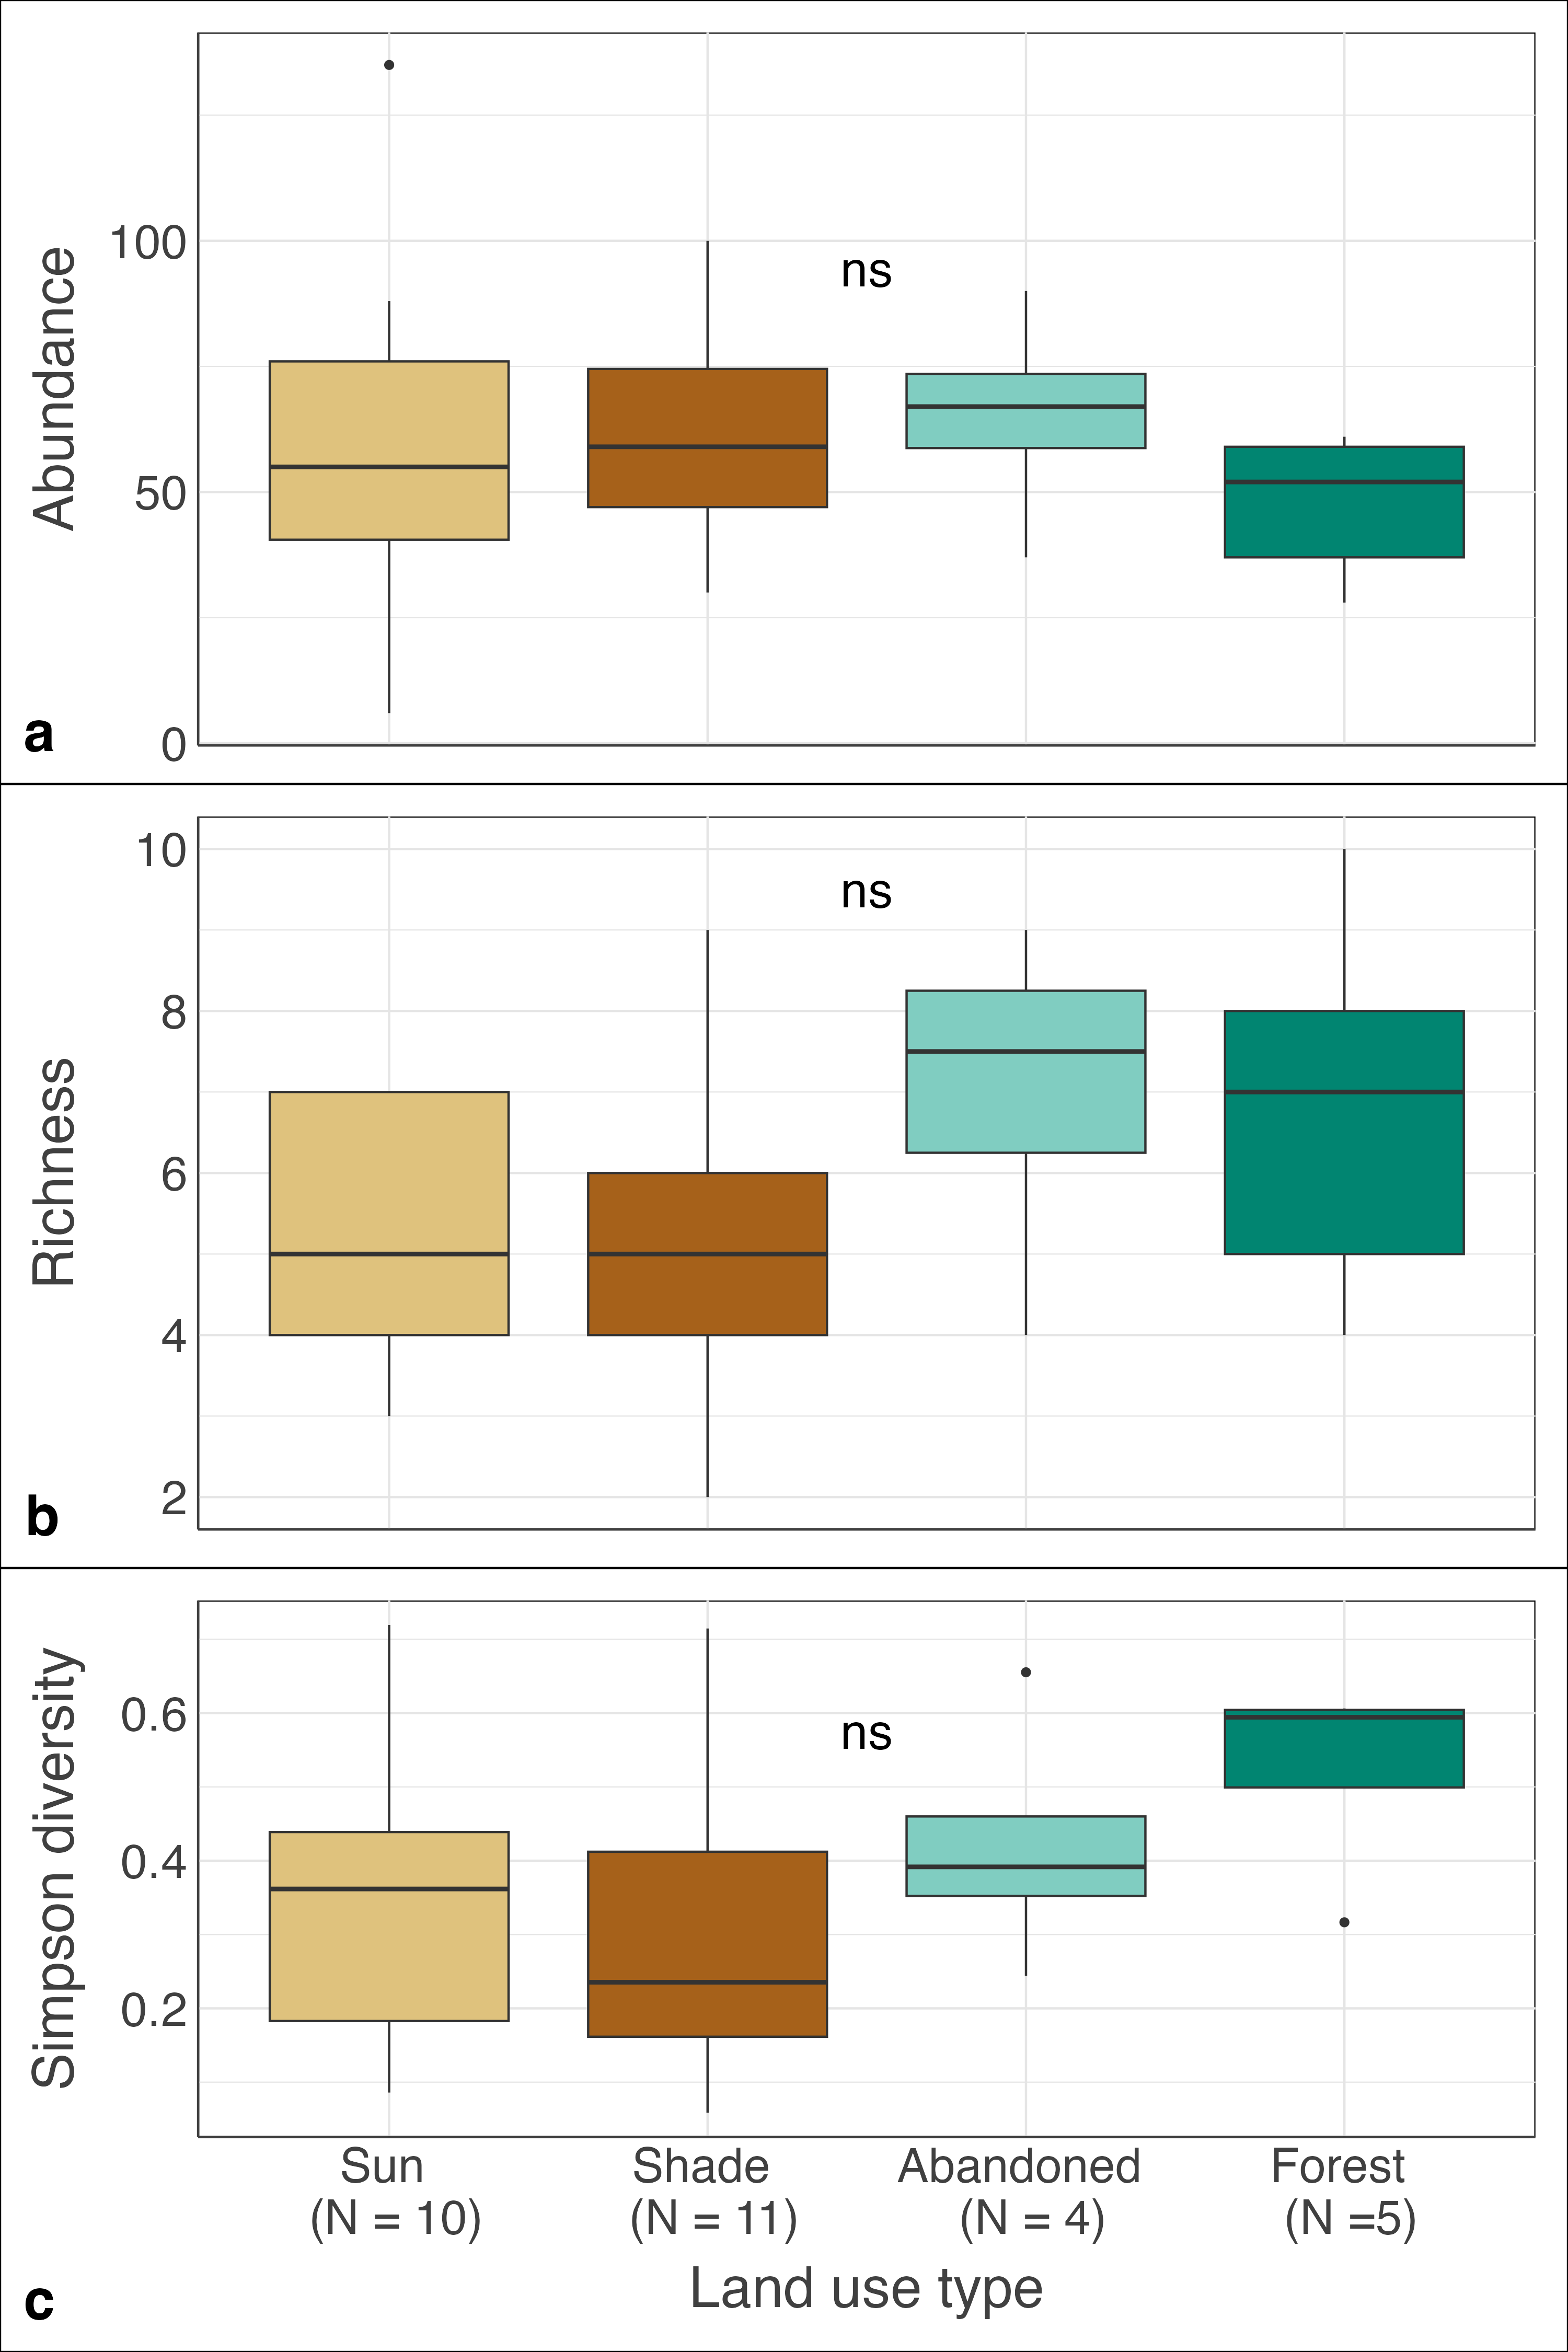 100
50
0
Abundance
ns
a
10
8
6
4
2
Richness
ns
b
0.6
0.4
0.2
Simpson diversity
ns
Sun Shade Abandoned Forest
(N = 10) (N = 11) (N = 4) (N =5)
Land use type
c